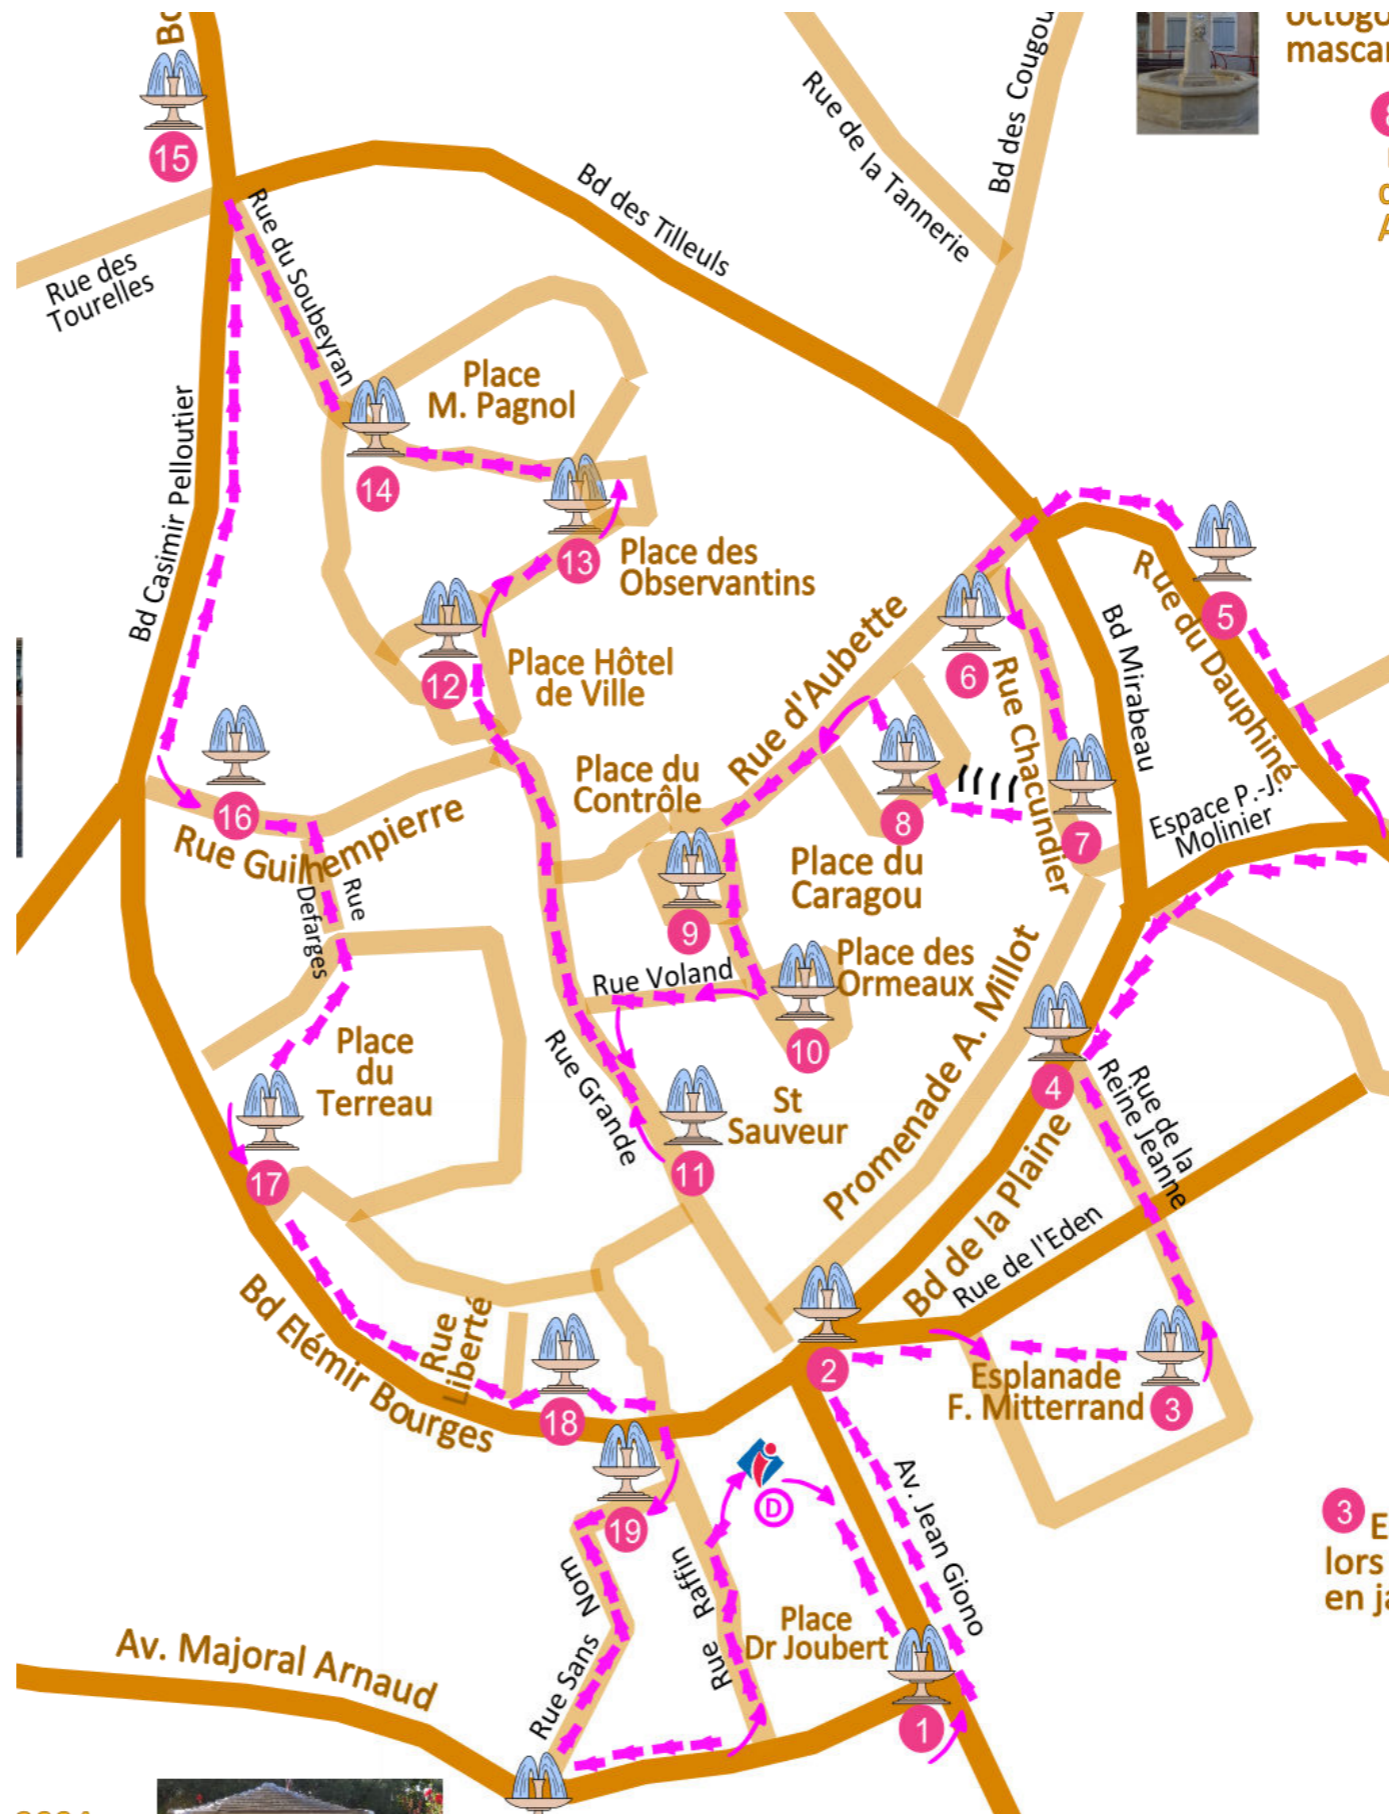 octogo
mascar
15
Rue de la Tannerie
Bd des Cougou
Bd des Tilleuls
Rue des
Tourelles
Rue du Soubeyran
Place
M. Pagnol
14
Bd Casimir Pelloutier
13
Place des
Observantins
12
Place Hôtel
de Ville
Rue d'Aubette
6
5
Rue du Dauphiné
Bd Mirabeau
Rue Chacundier
Place du
Contrôle
16
Rue Guilhempierre
8
7
Espace P.-J.
Molinier
Place du
Caragou
Rue
Defarges
9
Rue Voland
Place des
Ormeaux
10
Promenade A. Millot
Place
du
Terreau
Rue Grande
St
Sauveur
11
4
Rue de la
Reine Jeanne
17
Bd de la Plaine
Rue de l'Eden
Bd Elémir Bourges
Rue
Liberté
18
2
Esplanade
F. Mitterrand
3
19
D
Av. Jean Giono
3 E
lors
en ja
Rue Sans
Nom
Rue Raffin
Place
Dr Joubert
1
Av. Majoral Arnaud